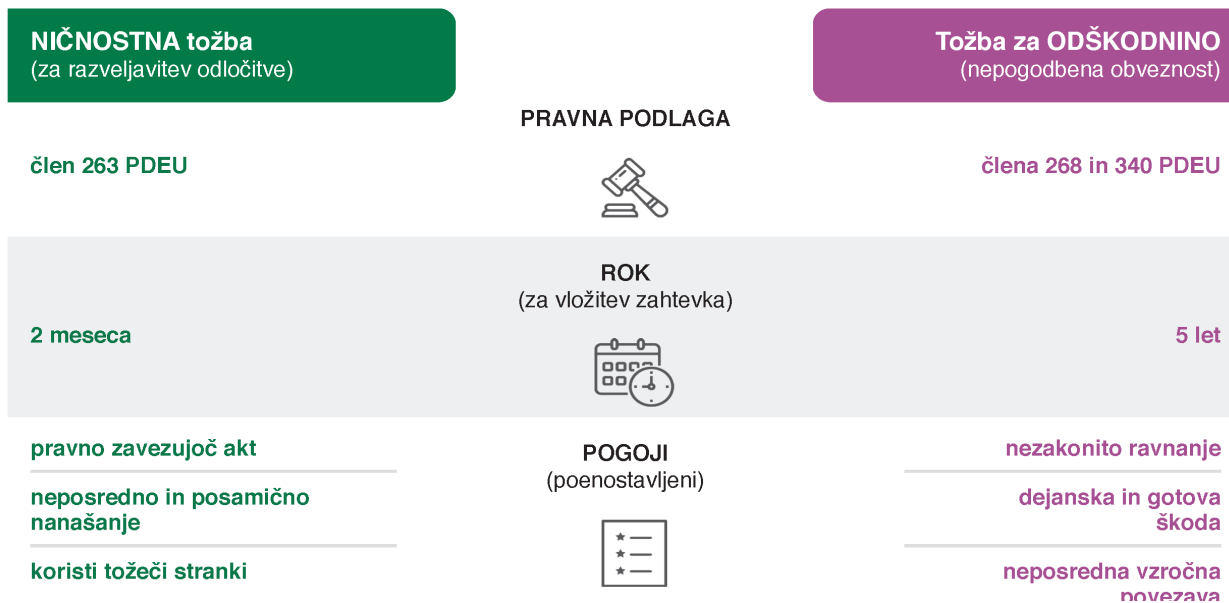 NIČNOSTNA tožba
(za razveljavitev odločitve)
Tožba za ODŠKODNINO
(nepogodbena obveznost)
PRAVNA PODLAGA
člen 263 PDEU
člena 268 in 340 PDEU
ROK
(za vložitev zahtevka)
2 meseca
5 let
POGOJI
(poenostavljeni)
pravno zavezujoč akt
neposredno in posamično
nanašanje
koristi tožeči stranki
nezakonito ravnanje
dejanska in gotova
škoda
neposredna vzročna
povezava